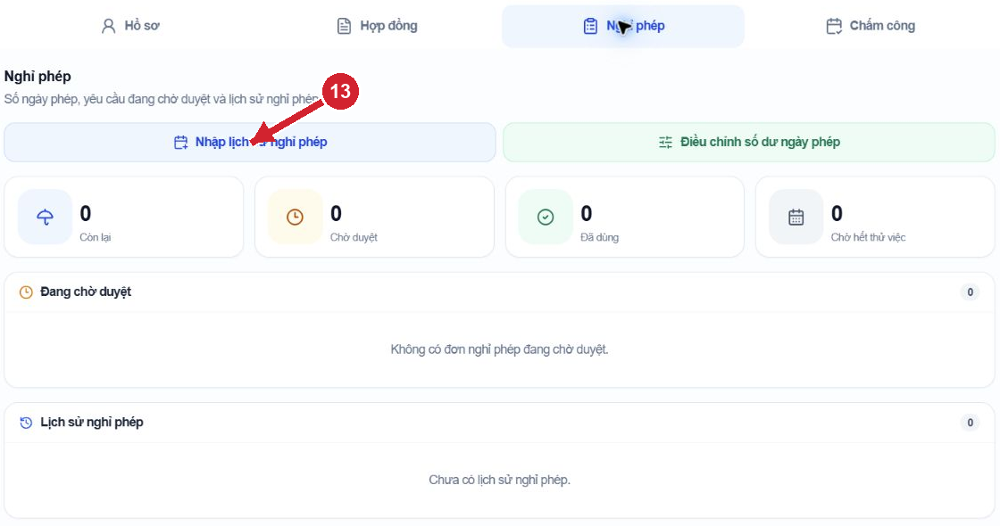 Hồ sơ
Hợp đồng
Nghỉ phép
Chấm công
Nghỉ phép
Số ngày phép, yêu cầu đang chờ duyệt và lịch sử nghỉ phép
13
Nhập lịch sử nghỉ phép
Điều chỉnh số dư ngày phép
0
Còn lại
0
Chờ duyệt
0
Đã dùng
0
Chờ hết thử việc
Đang chờ duyệt
0
Không có đơn nghỉ phép đang chờ duyệt.
Lịch sử nghỉ phép
0
Chưa có lịch sử nghỉ phép.